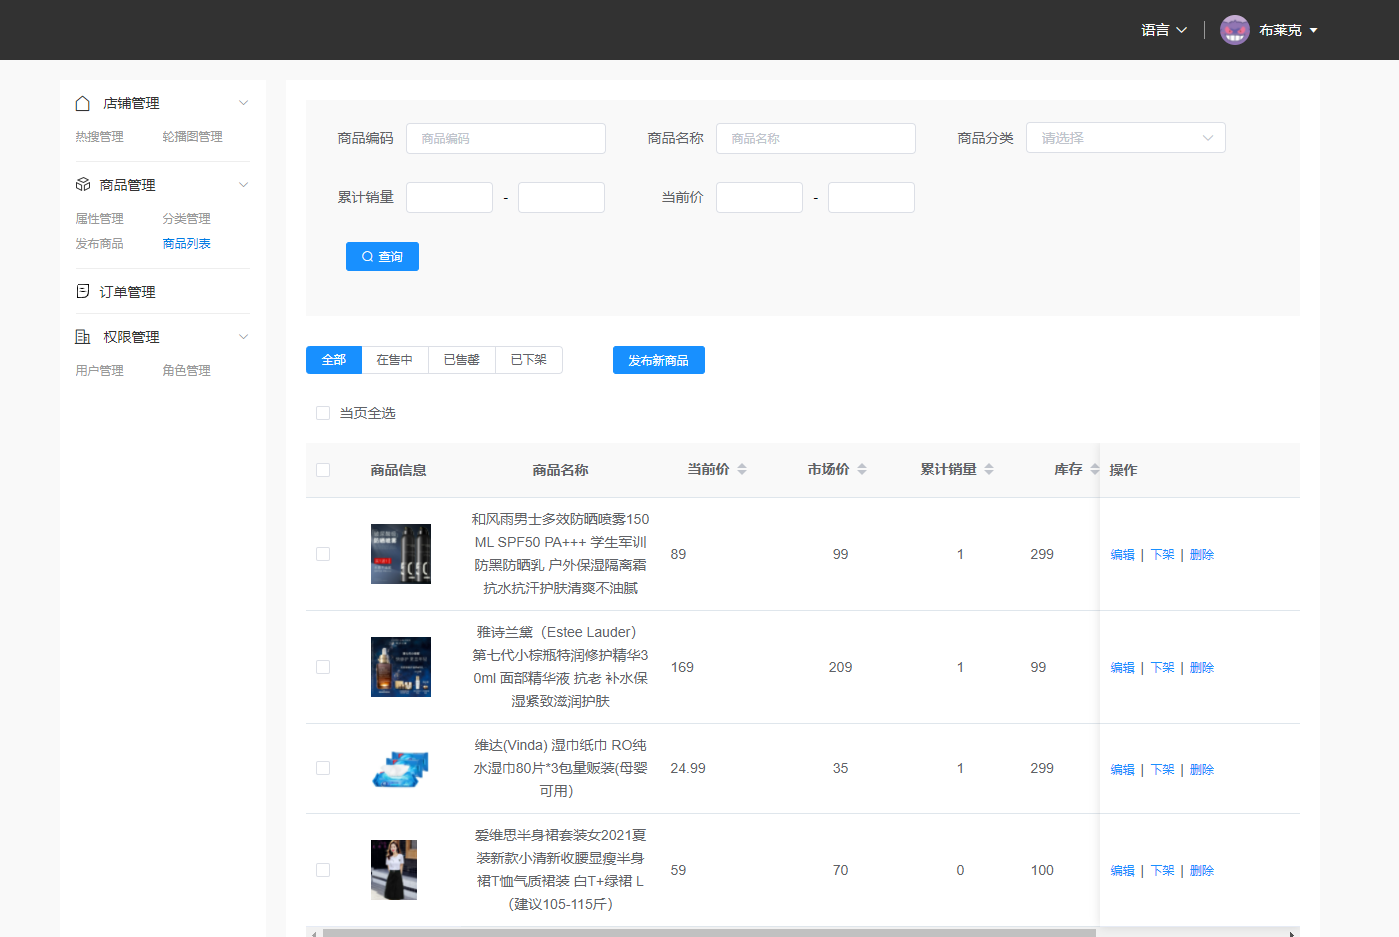 语言
布莱克
店铺管理
热搜管理 轮播图管理
商品管理
属性管理 分类管理
发布商品 商品列表
订单管理
权限管理
用户管理 角色管理
商品编码 商品编码 商品名称 商品名称 商品分类 请选择
累计销量 - 当前价 -
查询
全部 在售中 已售罄 已下架 发布新商品
当页全选
商品信息 商品名称 当前价 市场价 累计销量 库存 操作
和风雨男士多效防晒喷雾150
ML SPF50 PA+++ 学生军训
防黑防晒乳 户外保湿隔离霜
抗水抗汗护肤清爽不油腻
89 99 1 299 编辑 | 下架 | 删除
雅诗兰黛（Estee Lauder）
第七代小棕瓶特润修护精华3
0ml 面部精华液 抗老 补水保
湿紧致滋润护肤
169 209 1 99 编辑 | 下架 | 删除
维达(Vinda) 湿巾纸巾 RO纯
水湿巾80片*3包量贩装(母婴
可用）
24.99 35 1 299 编辑 | 下架 | 删除
爱维思半身裙套装女2021夏
装新款小清新收腰显瘦半身
裙T恤气质裙装 白T+绿裙 L
（建议105-115斤）
59 70 0 100 编辑 | 下架 | 删除